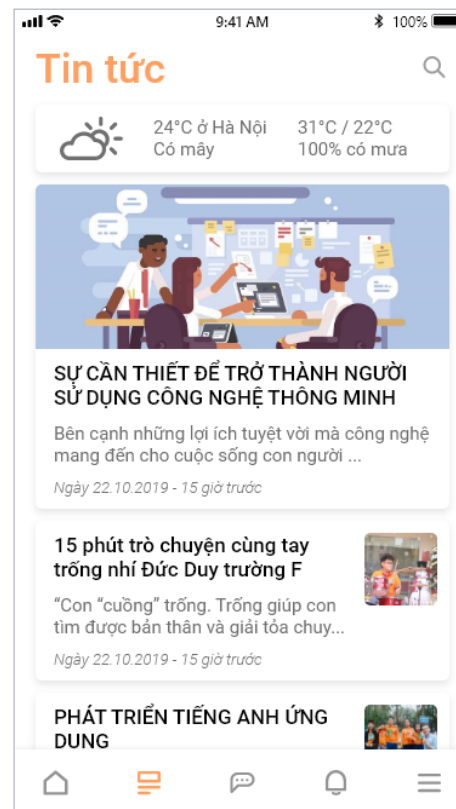 9:41 AM
100%
Tin tức
24°C ở Hà Nội
Có mây
31°C / 22°C
100% có mưa
SỰ CẦN THIẾT ĐỂ TRỞ THÀNH NGƯỜI
SỬ DỤNG CÔNG NGHỆ THÔNG MINH
Bên cạnh những lợi ích tuyệt vời mà công nghệ
mang đến cho cuộc sống con người ...
Ngày 22.10.2019 - 15 giờ trước
15 phút trò chuyện cùng tay
trống nhí Đức Duy trường F
“Con “cuồng” trống. Trống giúp con
tìm được bản thân và giải tỏa chuy...
Ngày 22.10.2019 - 15 giờ trước
PHÁT TRIỂN TIẾNG ANH ỨNG
DỤNG